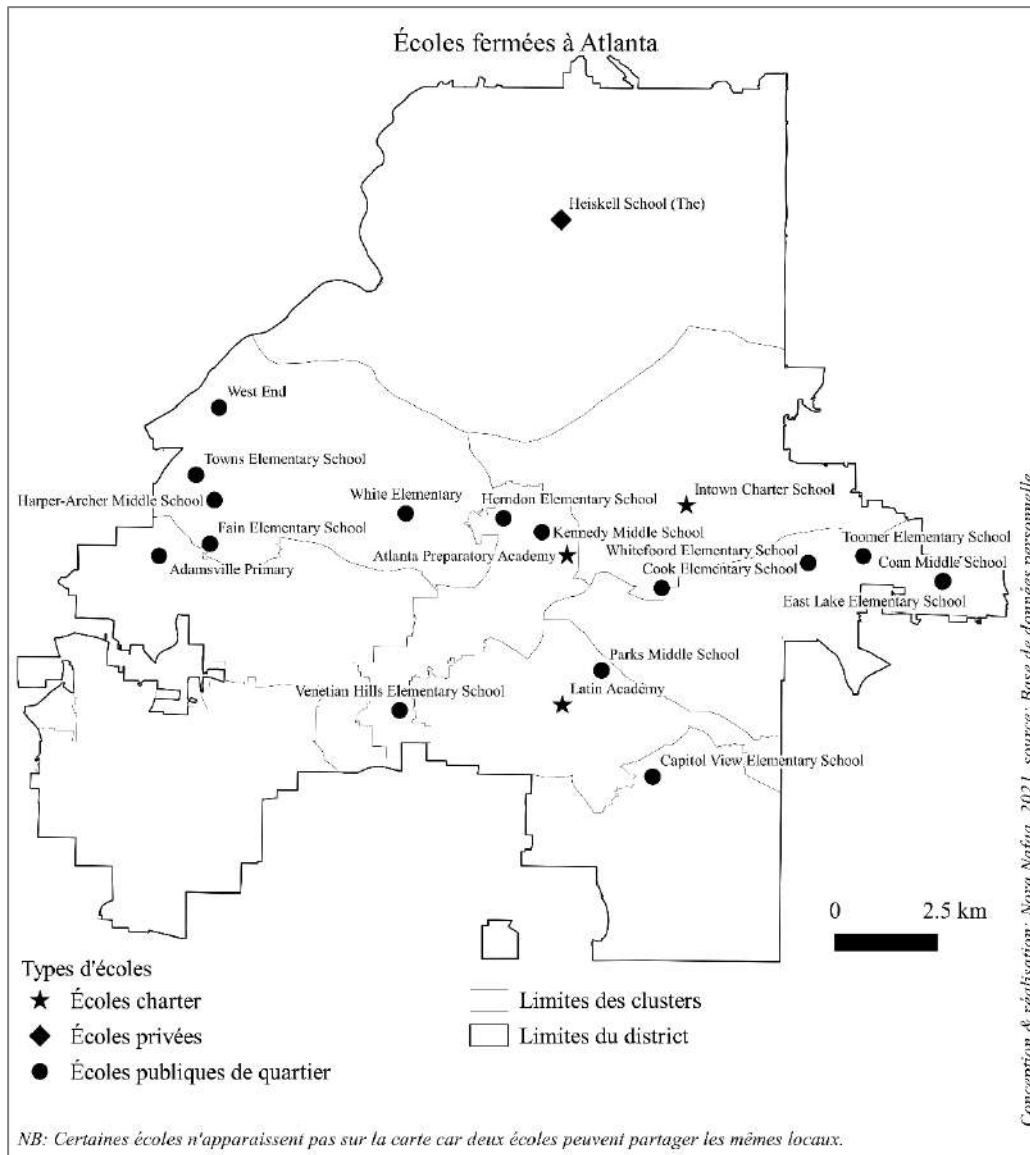 Écoles fermées à Atlanta
Heiskell School (The)
West End
Towns Elementary School
Harper-Archer Middle School
White Elementary
Herndon Elementary School
Intown Charter School
Fain Elementary School
Kennedy Middle School
Toomer Elementary School
Adamsville Primary
Atlanta Preparatory Academy
Whitefoord Elementary School
Coan Middle School
Cook Elementary School
East Lake Elementary School
Parks Middle School
Venetian Hills Elementary School
Latin Academy
Capitol View Elementary School
0 2.5 km
Types d'écoles
Écoles charter
Écoles privées
Écoles publiques de quartier
Limites des clusters
Limites du district
Conception & réalisation: Nora Nafaa, 2021, source: Base de données personnelle
NB: Certaines écoles n'apparaissent pas sur la carte car deux écoles peuvent partager les mêmes locaux.